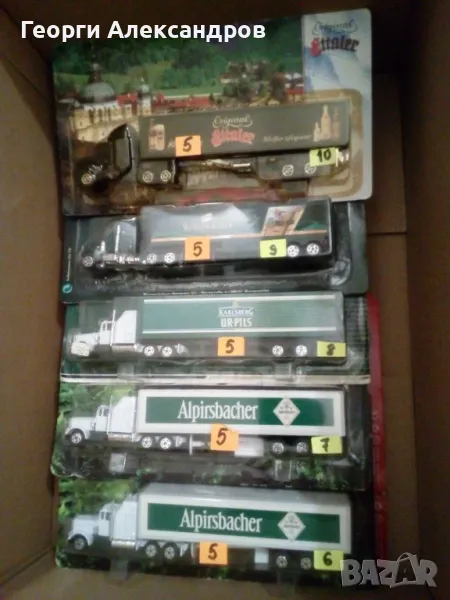 Георги Александров
Original
Ettaler
Original
Ettaler
5
10
5
9
KARLSBERG
UR-PILS
5
8
Alpirsbacher
5
7
Alpirsbacher
5
6
BAZAR